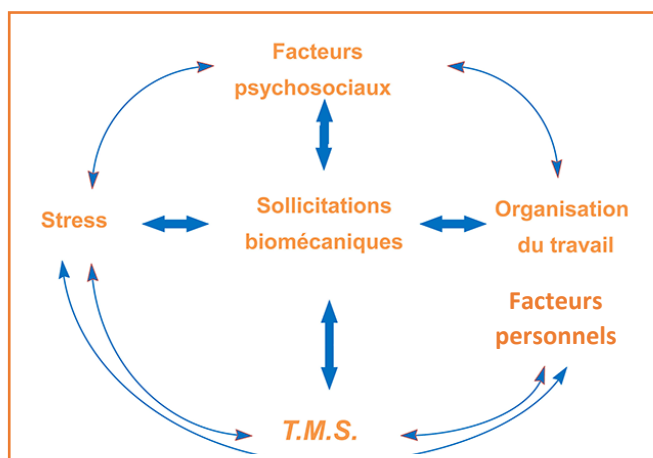 Facteurs
psychosociaux
Stress
Sollicitations
biomécaniques
Organisation
du travail
Facteurs
personnels
T.M.S.